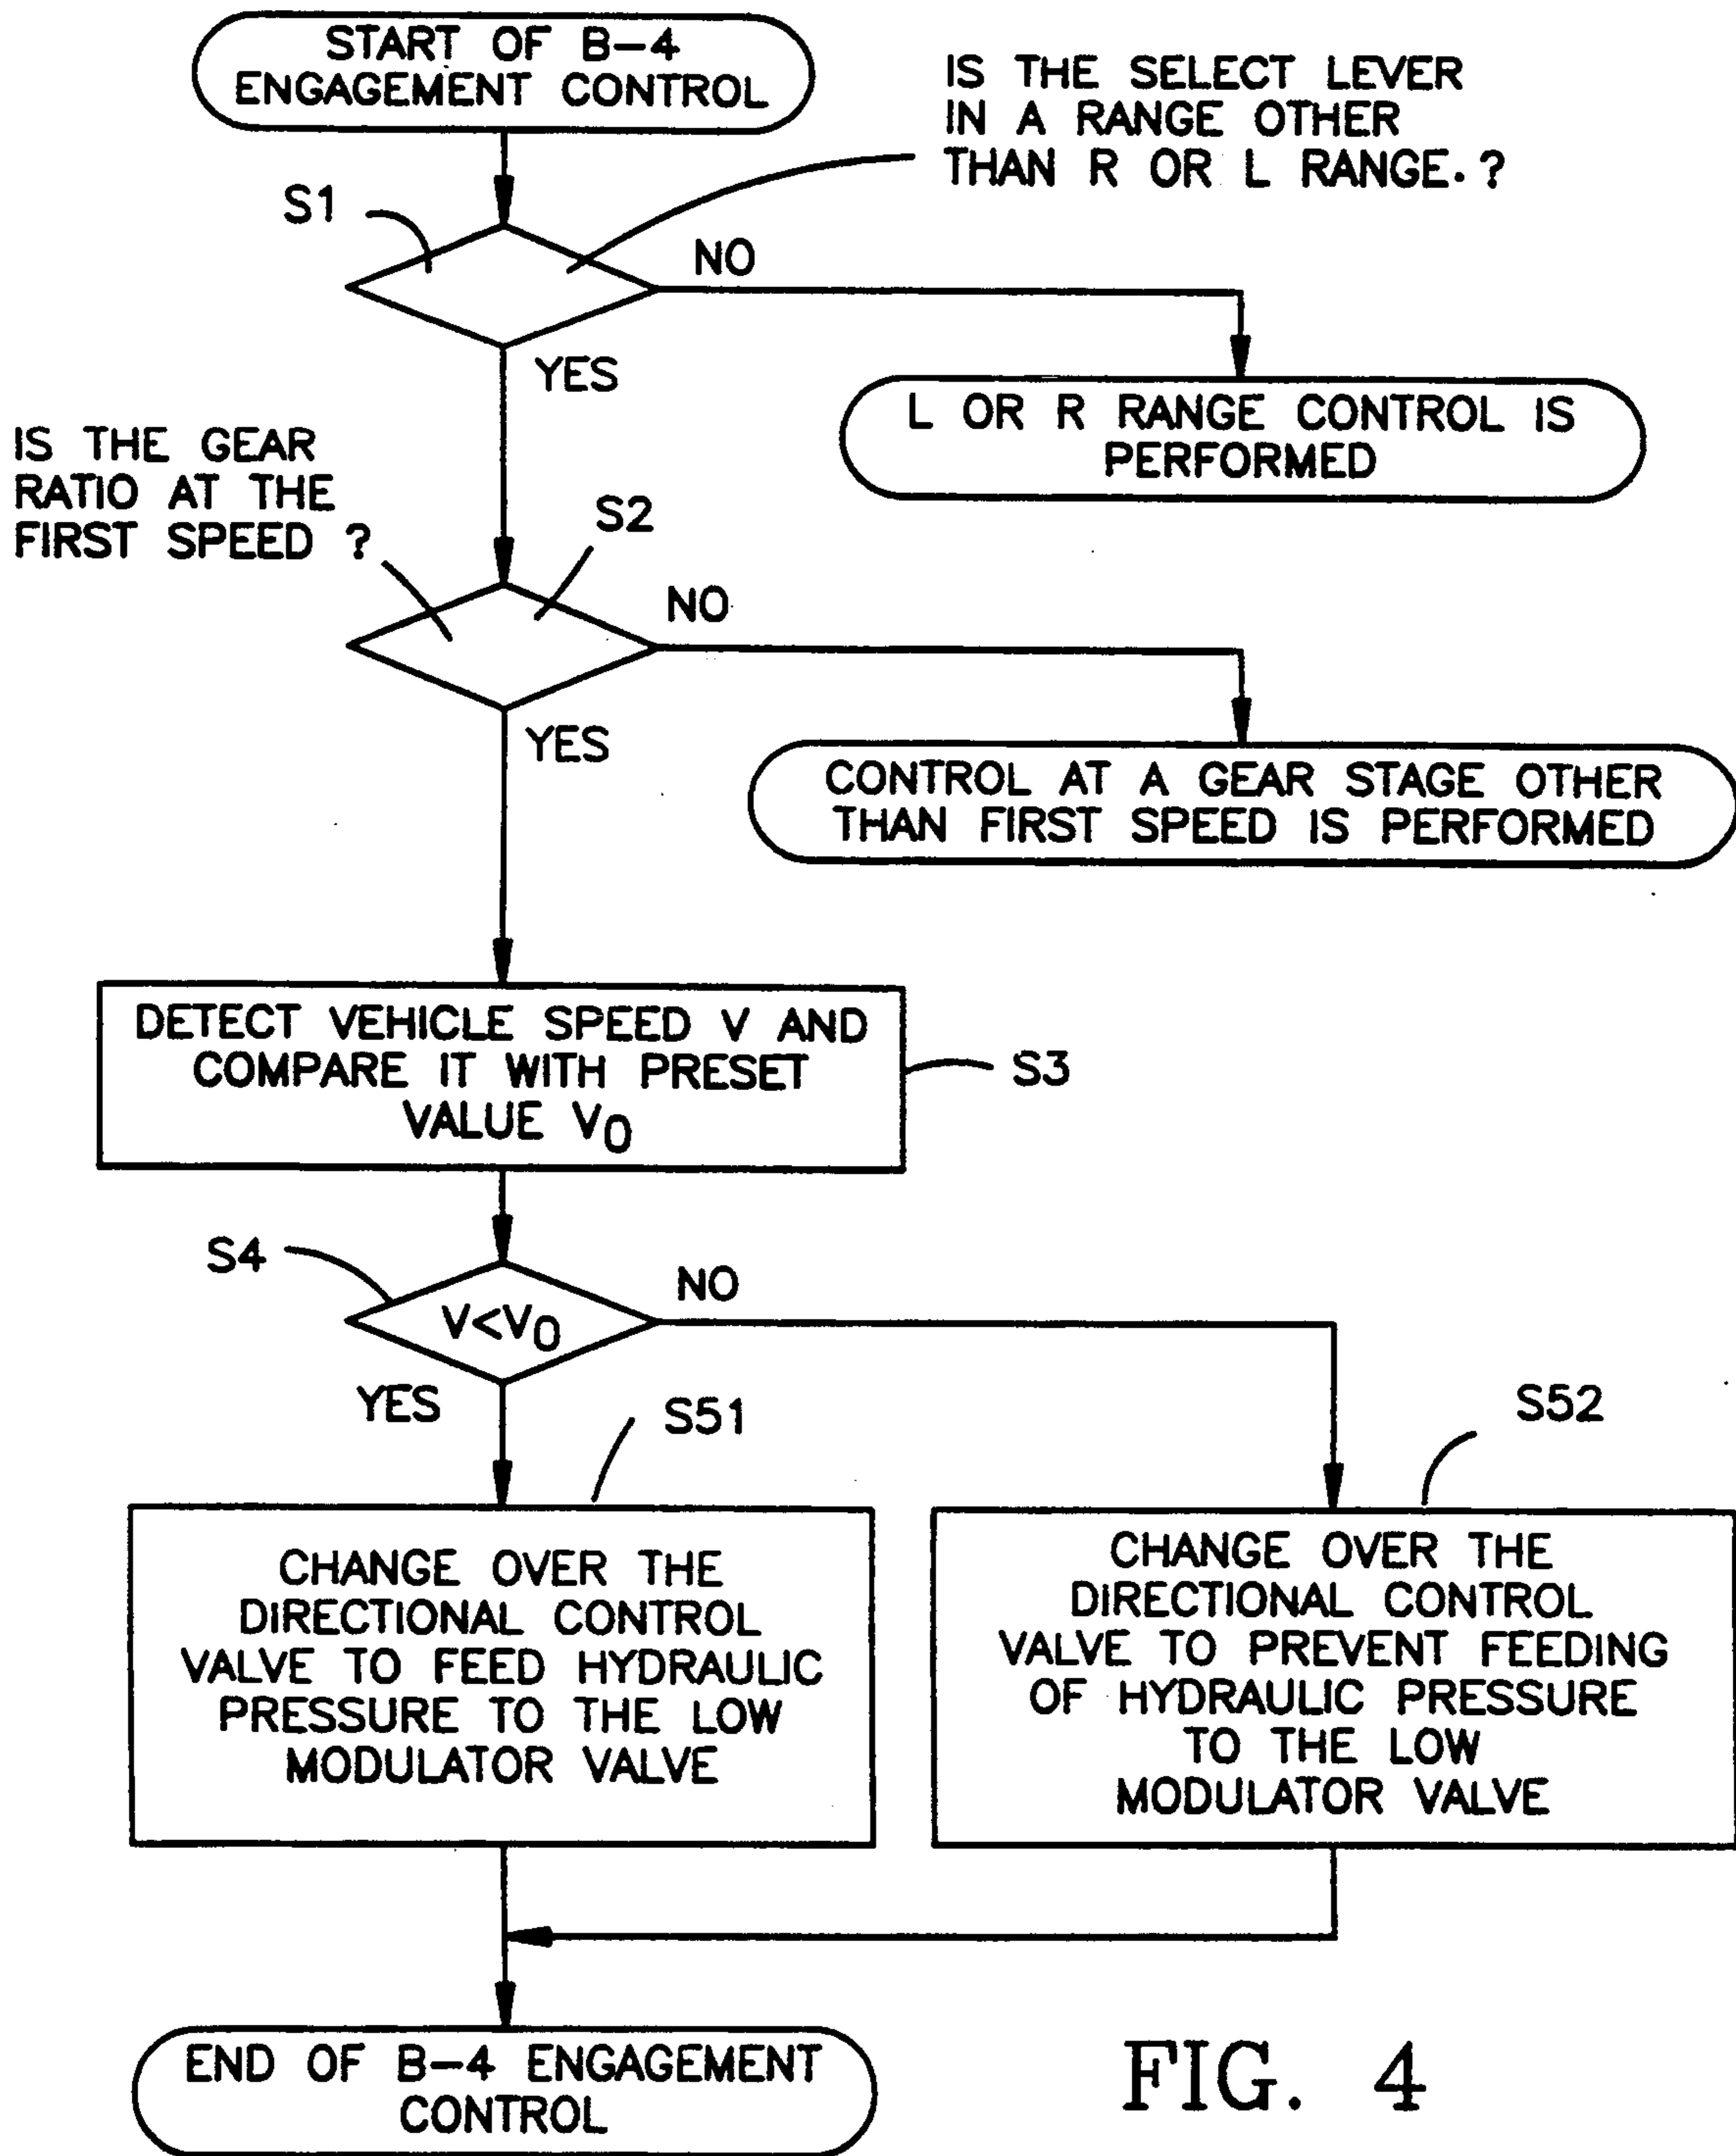 START OF B-4
ENGAGEMENT CONTROL
IS THE SELECT LEVER
IN A RANGE OTHER
THAN R OR L RANGE. ?
S1
NO
YES
L OR R RANGE CONTROL IS
PERFORMED
IS THE GEAR
RATIO AT THE
FIRST SPEED ?
S2
NO
YES
CONTROL AT A GEAR STAGE OTHER
THAN FIRST SPEED IS PERFORMED
DETECT VEHICLE SPEED V AND
COMPARE IT WITH PRESET
VALUE V0
S3
S4
V<V0
NO
YES
S51
S52
CHANGE OVER THE
DIRECTIONAL CONTROL
VALVE TO FEED HYDRAULIC
PRESSURE TO THE LOW
MODULATOR VALVE
CHANGE OVER THE
DIRECTIONAL CONTROL
VALVE TO PREVENT FEEDING
OF HYDRAULIC PRESSURE
TO THE LOW
MODULATOR VALVE
END OF B-4 ENGAGEMENT
CONTROL
FIG. 4